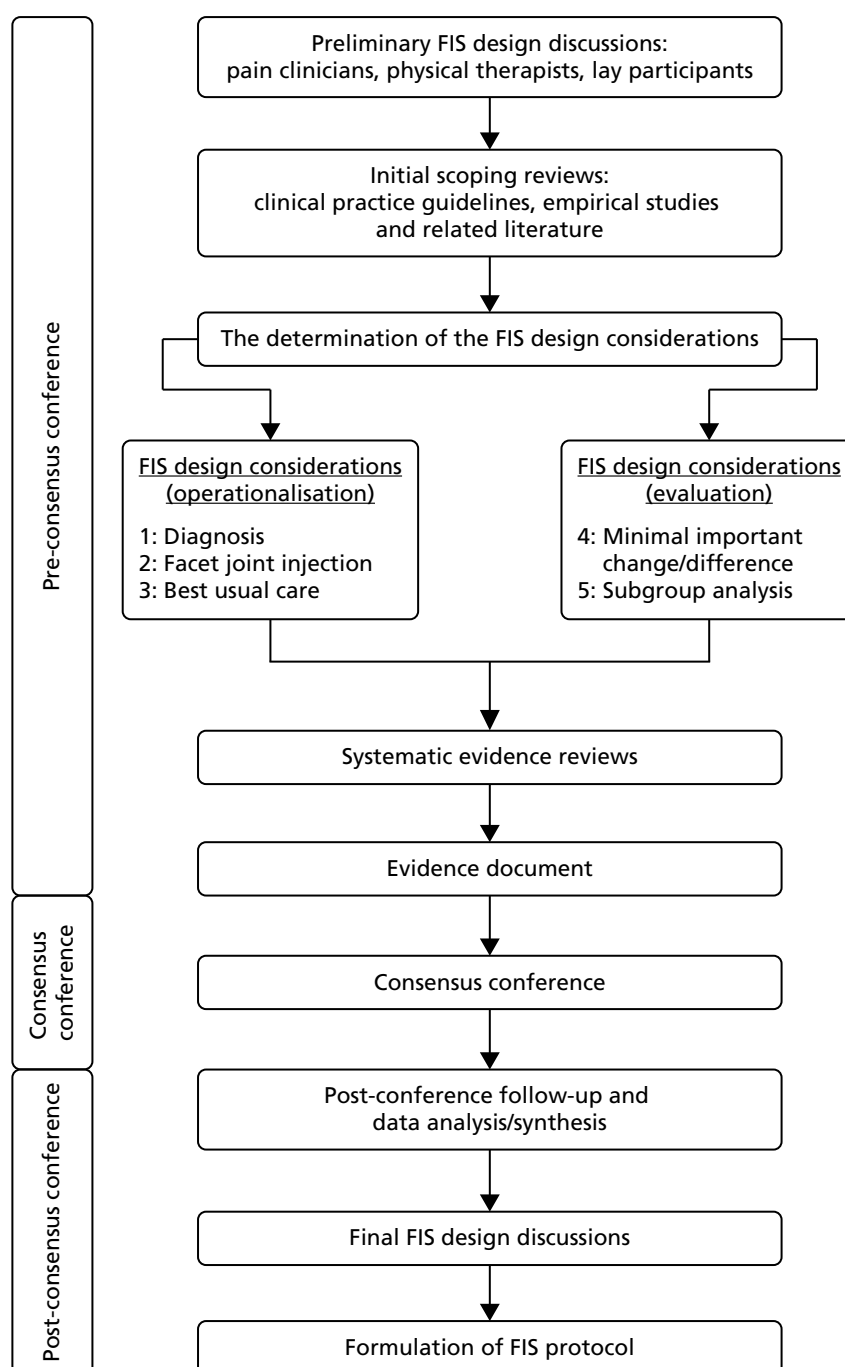 Pre-consensus conference
Preliminary FIS design discussions:
pain clinicians, physical therapists, lay participants
Initial scoping reviews:
clinical practice guidelines, empirical studies
and related literature
The determination of the FIS design considerations
FIS design considerations
(operationalisation)
1: Diagnosis
2: Facet joint injection
3: Best usual care
FIS design considerations
(evaluation)
4: Minimal important
change/difference
5: Subgroup analysis
Systematic evidence reviews
Evidence document
Consensus
conference
Consensus conference
Post-consensus conference
Post-conference follow-up and
data analysis/synthesis
Final FIS design discussions
Formulation of FIS protocol